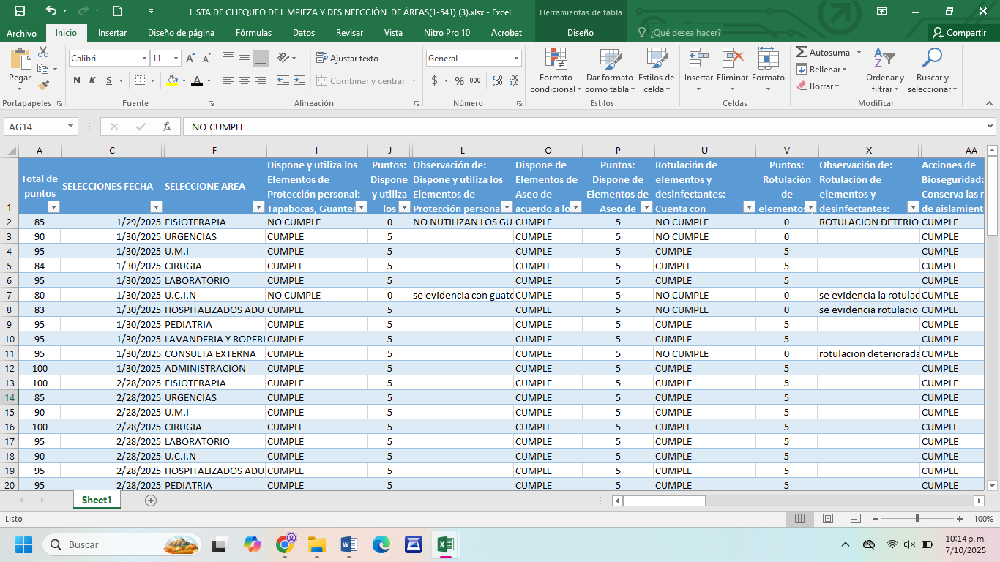 LISTA DE CHEQUEO DE LIMPIEZA Y DESINFECCIÓN DE ÁREAS(1-541) (3).xlsx - Excel
Herramientas de tabla
Archivo Inicio Insertar Diseño de página Fórmulas Datos Revisar Vista Nitro Pro 10 Acrobat Diseño ¿Qué desea hacer? Compartir
Pegar
Calibri 11
N K S
Ajustar texto
Combinar y centrar
General
$ % 000
Formato condicional
Dar formato como tabla
Estilos de celda
Insertar Eliminar Formato
Autosuma
Rellenar
Borrar
Ordenar y filtrar
Buscar y seleccionar
Portapapeles Fuente Alineación Número Estilos Celdas Modificar
AG14 fx NO CUMPLE
A C F I J L O P U V X AA
1
Total de puntos
SELECCIONES FECHA
SELECCIONE AREA
Dispone y utiliza los Elementos de Protección personal: Tapabocas, Guantes
Puntos: Dispone y utiliza los
Observación de: Dispone y utiliza los Elementos de Protección persona
Dispone de Elementos de Aseo de acuerdo a lo
Puntos: Dispone de Elementos de Aseo de
Rotulación de elementos y desinfectantes: Cuenta con
Puntos: Rotulación de elementos
Observación de: Rotulación de elementos y desinfectantes:
Acciones de Bioseguridad: Conserva las r de aislamient
2 85 1/29/2025 FISIOTERAPIA NO CUMPLE 0 NO NUTILIZAN LOS GU CUMPLE 5 NO CUMPLE 0 ROTULACION DETERIO CUMPLE
3 90 1/30/2025 URGENCIAS CUMPLE 5 CUMPLE 5 NO CUMPLE 0 CUMPLE
4 95 1/30/2025 U.M.I CUMPLE 5 CUMPLE 5 CUMPLE 5 CUMPLE
5 84 1/30/2025 CIRUGIA CUMPLE 5 CUMPLE 5 CUMPLE 5 CUMPLE
6 95 1/30/2025 LABORATORIO CUMPLE 5 CUMPLE 5 CUMPLE 5 CUMPLE
7 80 1/30/2025 U.C.I.N NO CUMPLE 0 se evidencia con guate CUMPLE 5 NO CUMPLE 0 se evidencia la rotulac CUMPLE
8 83 1/30/2025 HOSPITALIZADOS ADU CUMPLE 5 CUMPLE 5 NO CUMPLE 0 se evidencia rotulacion CUMPLE
9 95 1/30/2025 PEDIATRIA CUMPLE 5 CUMPLE 5 CUMPLE 5 CUMPLE
10 95 1/30/2025 LAVANDERIA Y ROPERI CUMPLE 5 CUMPLE 5 CUMPLE 5 CUMPLE
11 95 1/30/2025 CONSULTA EXTERNA CUMPLE 5 CUMPLE 5 NO CUMPLE 0 rotulacion deteriorada CUMPLE
12 100 1/30/2025 ADMINISTRACION CUMPLE 5 CUMPLE 5 CUMPLE 5 CUMPLE
13 100 2/28/2025 FISIOTERAPIA CUMPLE 5 CUMPLE 5 CUMPLE 5 CUMPLE
14 85 2/28/2025 URGENCIAS CUMPLE 5 CUMPLE 5 CUMPLE 5 CUMPLE
15 90 2/28/2025 U.M.I CUMPLE 5 CUMPLE 5 CUMPLE 5 CUMPLE
16 100 2/28/2025 CIRUGIA CUMPLE 5 CUMPLE 5 CUMPLE 5 CUMPLE
17 95 2/28/2025 LABORATORIO CUMPLE 5 CUMPLE 5 CUMPLE 5 CUMPLE
18 90 2/28/2025 U.C.I.N CUMPLE 5 CUMPLE 5 CUMPLE 5 CUMPLE
19 95 2/28/2025 HOSPITALIZADOS ADU CUMPLE 5 CUMPLE 5 CUMPLE 5 CUMPLE
20 95 2/28/2025 PEDIATRIA CUMPLE 5 CUMPLE 5 CUMPLE 5 CUMPLE
Sheet1
Listo 100%
Buscar
10:14 p. m.
7/10/2025